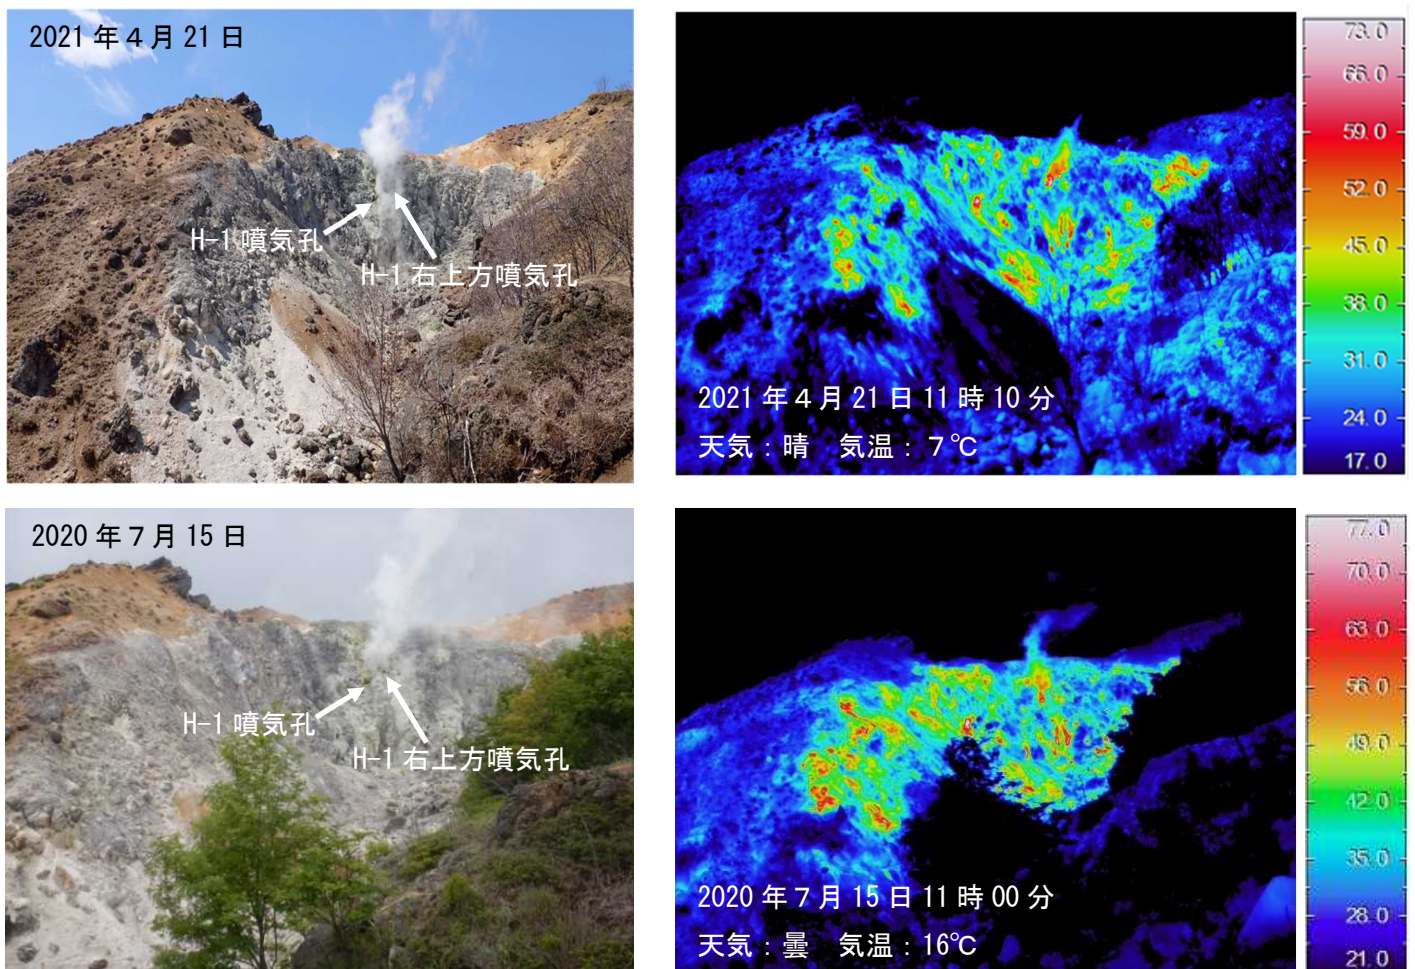 2021 年 4 月 21 日
H-1 噴気孔
H-1 右上方噴気孔
2021 年 4 月 21 日 11 時 10 分
天気：晴　気温：7℃
73.0
66.0
59.0
52.0
45.0
38.0
31.0
24.0
17.0
2020 年 7 月 15 日
H-1 噴気孔
H-1 右上方噴気孔
2020 年 7 月 15 日 11 時 00 分
天気：曇　気温：16℃
77.0
70.0
63.0
56.0
49.0
42.0
35.0
28.0
21.0